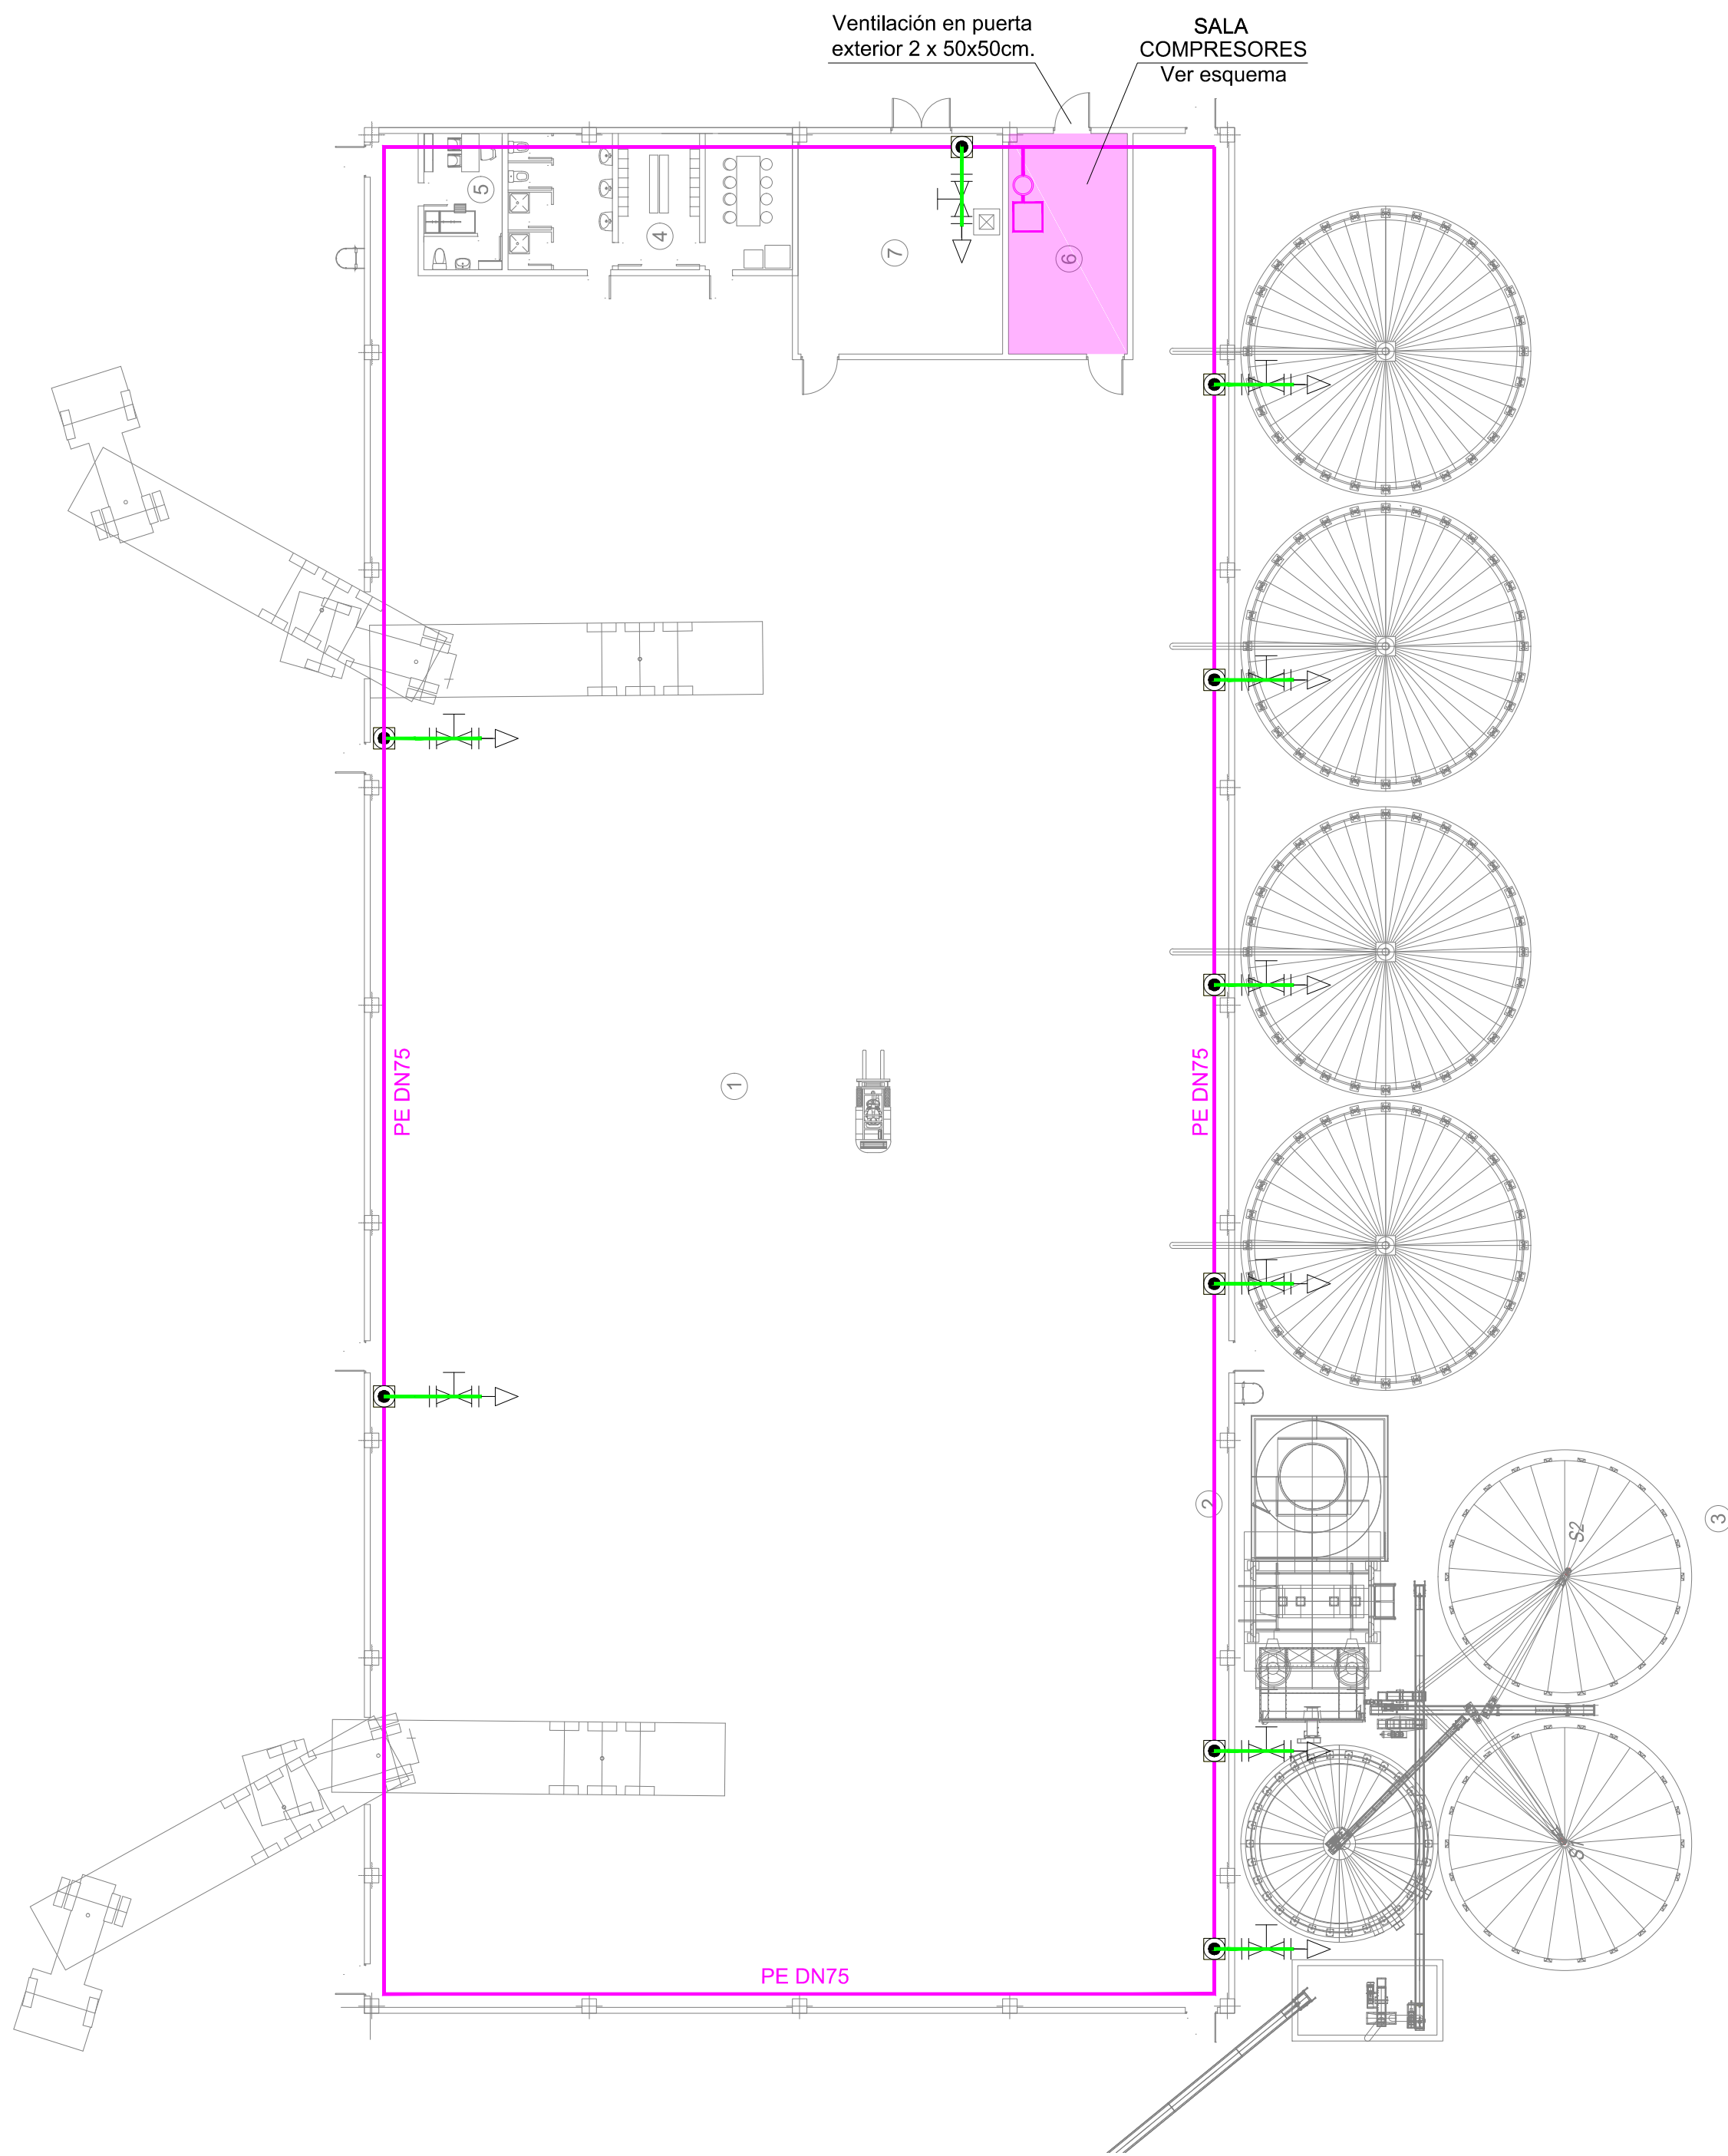 Ventilación en puerta
exterior 2 x 50x50cm.
SALA
COMPRESORES
Ver esquema
5
4
7
6
PE DN75
1
PE DN75
2
3
S2
S1
PE DN75